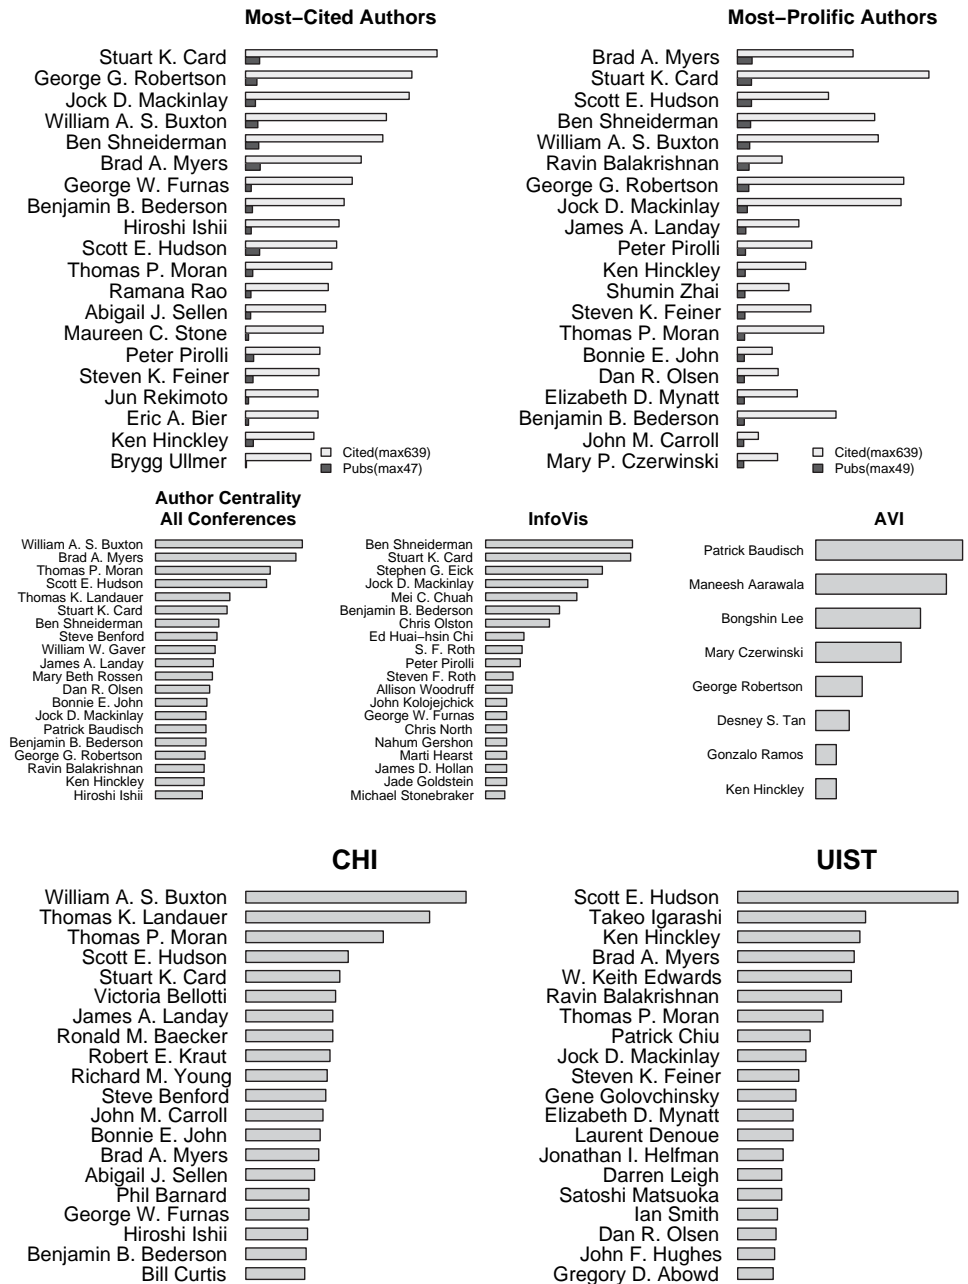 Most−Cited Authors
Stuart K. Card
George G. Robertson
Jock D. Mackinlay
William A. S. Buxton
Ben Shneiderman
Brad A. Myers
George W. Furnas
Benjamin B. Bederson
Hiroshi Ishii
Scott E. Hudson
Thomas P. Moran
Ramana Rao
Abigail J. Sellen
Maureen C. Stone
Peter Pirolli
Steven K. Feiner
Jun Rekimoto
Eric A. Bier
Ken Hinckley
Brygg Ullmer
Cited(max639)
Pubs(max47)
Most−Prolific Authors
Brad A. Myers
Stuart K. Card
Scott E. Hudson
Ben Shneiderman
William A. S. Buxton
Ravin Balakrishnan
George G. Robertson
Jock D. Mackinlay
James A. Landay
Peter Pirolli
Ken Hinckley
Shumin Zhai
Steven K. Feiner
Thomas P. Moran
Bonnie E. John
Dan R. Olsen
Elizabeth D. Mynatt
Benjamin B. Bederson
John M. Carroll
Mary P. Czerwinski
Cited(max639)
Pubs(max49)
Author Centrality
All Conferences
William A. S. Buxton
Brad A. Myers
Thomas P. Moran
Scott E. Hudson
Thomas K. Landauer
Stuart K. Card
Ben Shneiderman
Steve Benford
William W. Gaver
James A. Landay
Mary Beth Rossen
Dan R. Olsen
Bonnie E. John
Jock D. Mackinlay
Patrick Baudisch
Benjamin B. Bederson
George G. Robertson
Ravin Balakrishnan
Ken Hinckley
Hiroshi Ishii
InfoVis
Ben Shneiderman
Stuart K. Card
Stephen G. Eick
Jock D. Mackinlay
Mei C. Chuah
Benjamin B. Bederson
Chris Olston
Ed Huai−hsin Chi
S. F. Roth
Peter Pirolli
Steven F. Roth
Allison Woodruff
John Kolojejchick
George W. Furnas
Chris North
Nahum Gershon
Marti Hearst
James D. Hollan
Jade Goldstein
Michael Stonebraker
AVI
Patrick Baudisch
Maneesh Aarawala
Bongshin Lee
Mary Czerwinski
George Robertson
Desney S. Tan
Gonzalo Ramos
Ken Hinckley
CHI
William A. S. Buxton
Thomas K. Landauer
Thomas P. Moran
Scott E. Hudson
Stuart K. Card
Victoria Bellotti
James A. Landay
Ronald M. Baecker
Robert E. Kraut
Richard M. Young
Steve Benford
John M. Carroll
Bonnie E. John
Brad A. Myers
Abigail J. Sellen
Phil Barnard
George W. Furnas
Hiroshi Ishii
Benjamin B. Bederson
Bill Curtis
UIST
Scott E. Hudson
Takeo Igarashi
Ken Hinckley
Brad A. Myers
W. Keith Edwards
Ravin Balakrishnan
Thomas P. Moran
Patrick Chiu
Jock D. Mackinlay
Steven K. Feiner
Gene Golovchinsky
Elizabeth D. Mynatt
Laurent Denoue
Jonathan I. Helfman
Darren Leigh
Satoshi Matsuoka
Ian Smith
Dan R. Olsen
John F. Hughes
Gregory D. Abowd